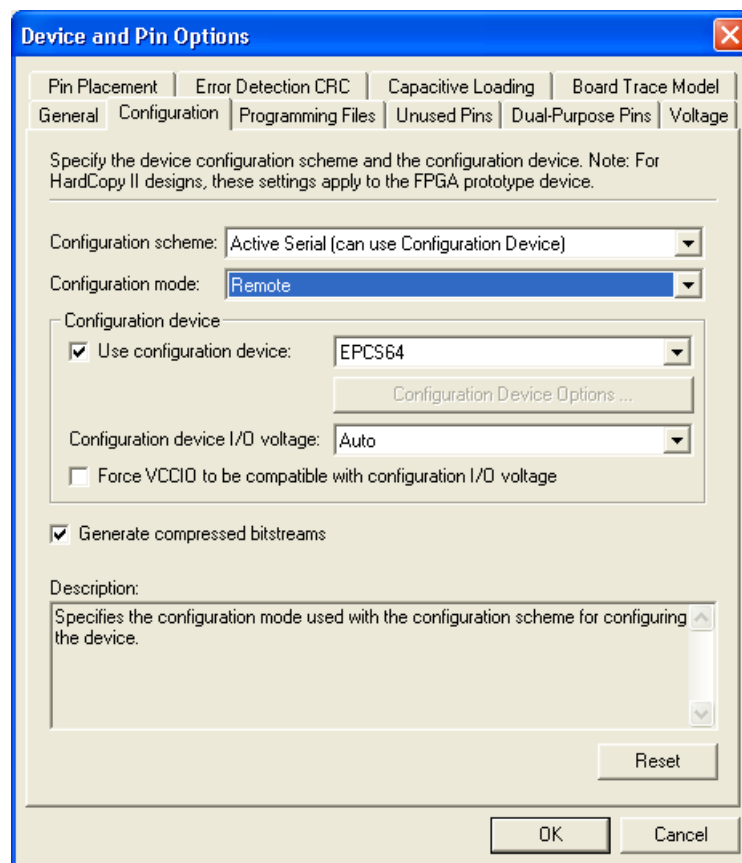 Device and Pin Options
Pin Placement
Error Detection CRC
Capacitive Loading
Board Trace Model
General
Configuration
Programming Files
Unused Pins
Dual-Purpose Pins
Voltage
Specify the device configuration scheme and the configuration device. Note: For
HardCopy II designs, these settings apply to the FPGA prototype device.
Configuration scheme: Active Serial (can use Configuration Device)
Configuration mode: Remote
Configuration device
Use configuration device: EPCS64
Configuration Device Options ...
Configuration device I/O voltage: Auto
Force VCCIO to be compatible with configuration I/O voltage
Generate compressed bitstreams
Description:
Specifies the configuration mode used with the configuration scheme for configuring
the device.
Reset
OK
Cancel